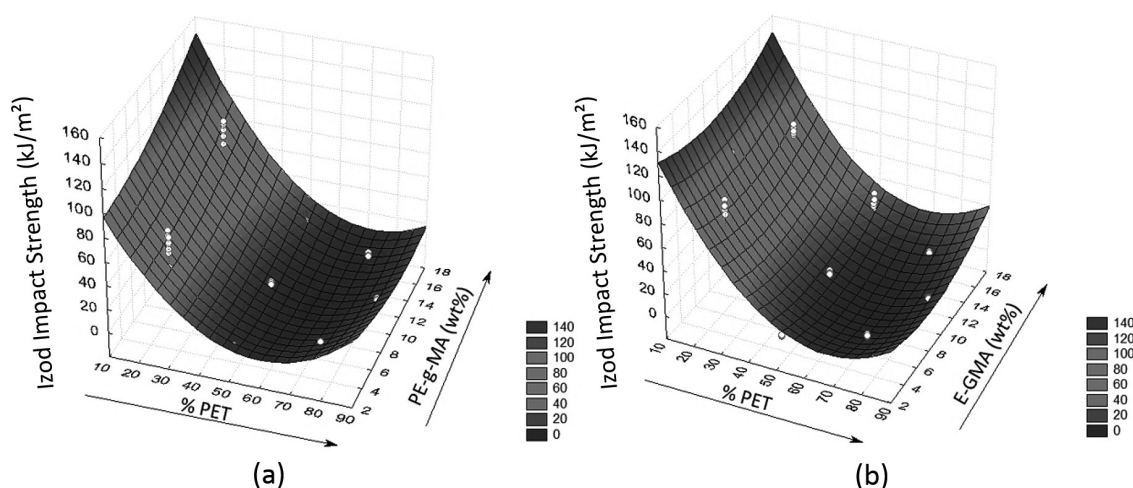 160
140
120
100
80
60
40
20
0
Izod Impact Strength (kJ/m²)
10 20 30 40 50 60 70 80 90
% PET
2 4 6 8 10 12 14 16 18
PE-g-MA (wt%)
140
120
100
80
60
40
20
0
(a)
160
140
120
100
80
60
40
20
0
Izod Impact Strength (kJ/m²)
10 20 30 40 50 60 70 80 90
% PET
2 4 6 8 10 12 14 16 18
E-GMA (wt%)
140
120
100
80
60
40
20
0
(b)